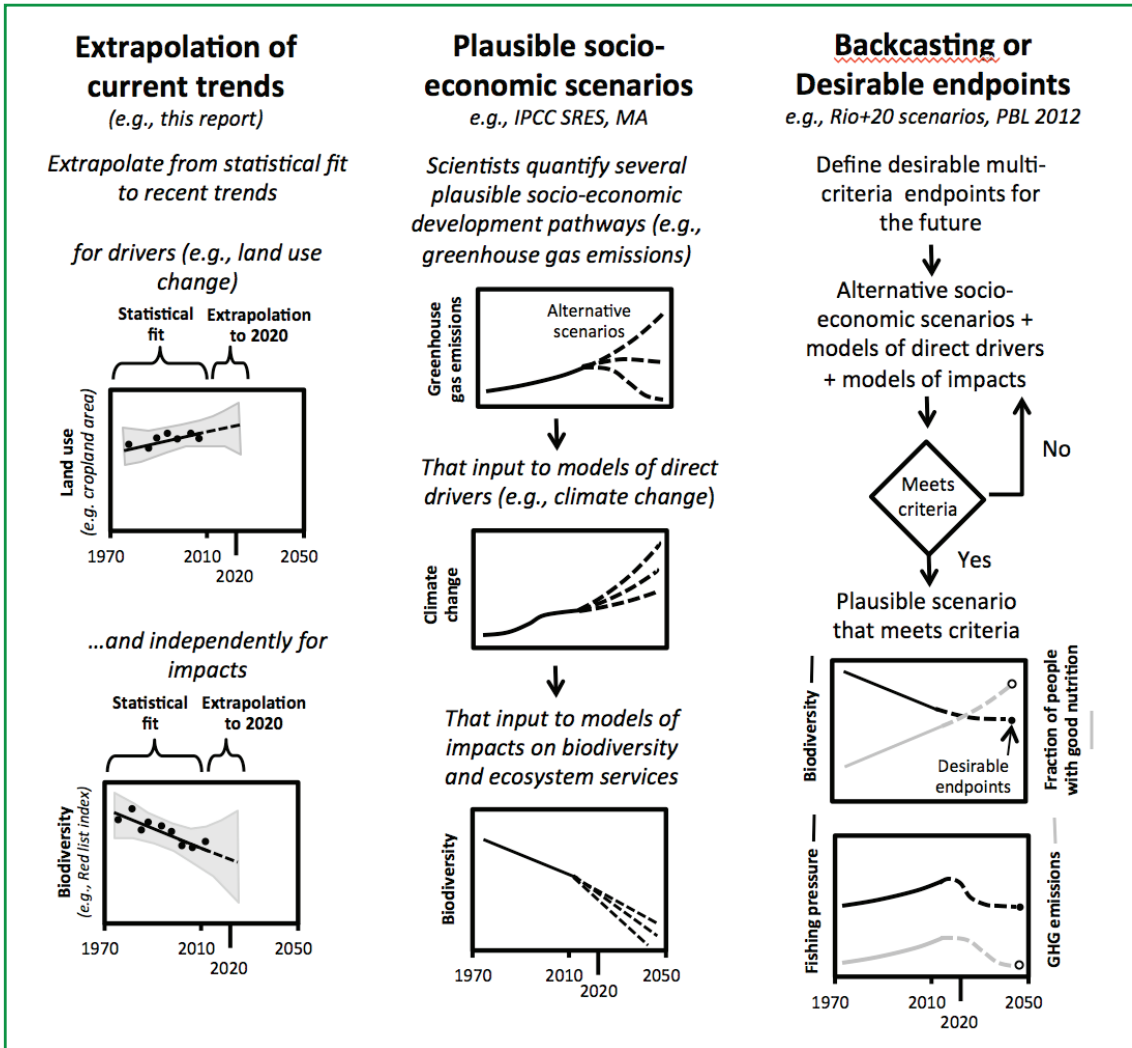 Extrapolation of
current trends
(e.g., this report)
Extrapolate from statistical fit
to recent trends
for drivers (e.g., land use
change)
Statistical
fit
Extrapolation
to 2020
Land use
(e.g. cropland area)
1970
2010
2050
2020
...and independently for
impacts
Statistical
fit
Extrapolation
to 2020
Biodiversity
(e.g., Red list index)
1970
2010
2050
2020
Plausible socio-
economic scenarios
e.g., IPCC SRES, MA
Scientists quantify several
plausible socio-economic
development pathways (e.g.,
greenhouse gas emissions)
Greenhouse
gas emissions
Alternative
scenarios
That input to models of direct
drivers (e.g., climate change)
Climate
change
That input to models of
impacts on biodiversity
and ecosystem services
Biodiversity
1970
2010
2050
2020
Backcasting or
Desirable endpoints
e.g., Rio+20 scenarios, PBL 2012
Define desirable multi-
criteria endpoints for
the future
Alternative socio-
economic scenarios +
models of direct drivers
+ models of impacts
No
Meets
criteria
Yes
Plausible scenario
that meets criteria
Biodiversity
Desirable
endpoints
Fraction of people
with good nutrition
Fishing pressure
GHG emissions
1970
2010
2050
2020